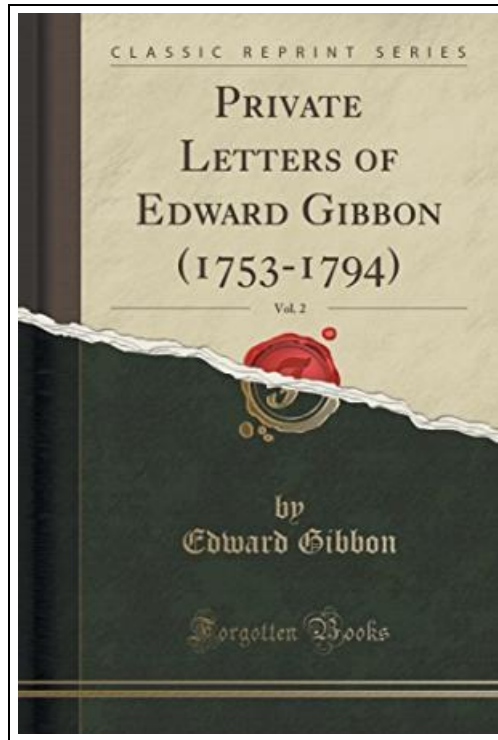 CLASSIC REPRINT SERIES
PRIVATE
LETTERS OF
EDWARD GIBBON
(1753-1794)
Vol. 2
by
Edward Gibbon
Forgotten Books